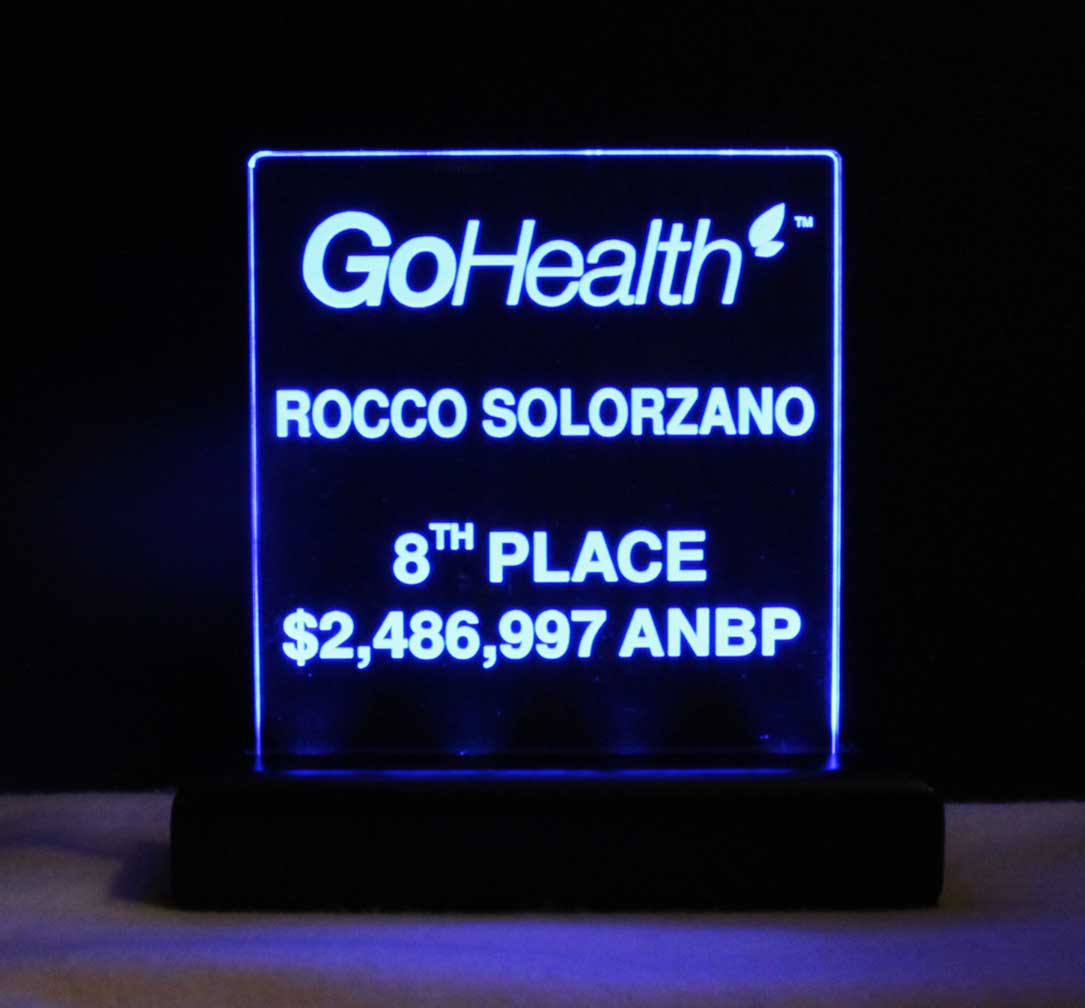 GoHealth™
ROCCO SOLORZANO
8TH PLACE
$2,486,997 ANBP